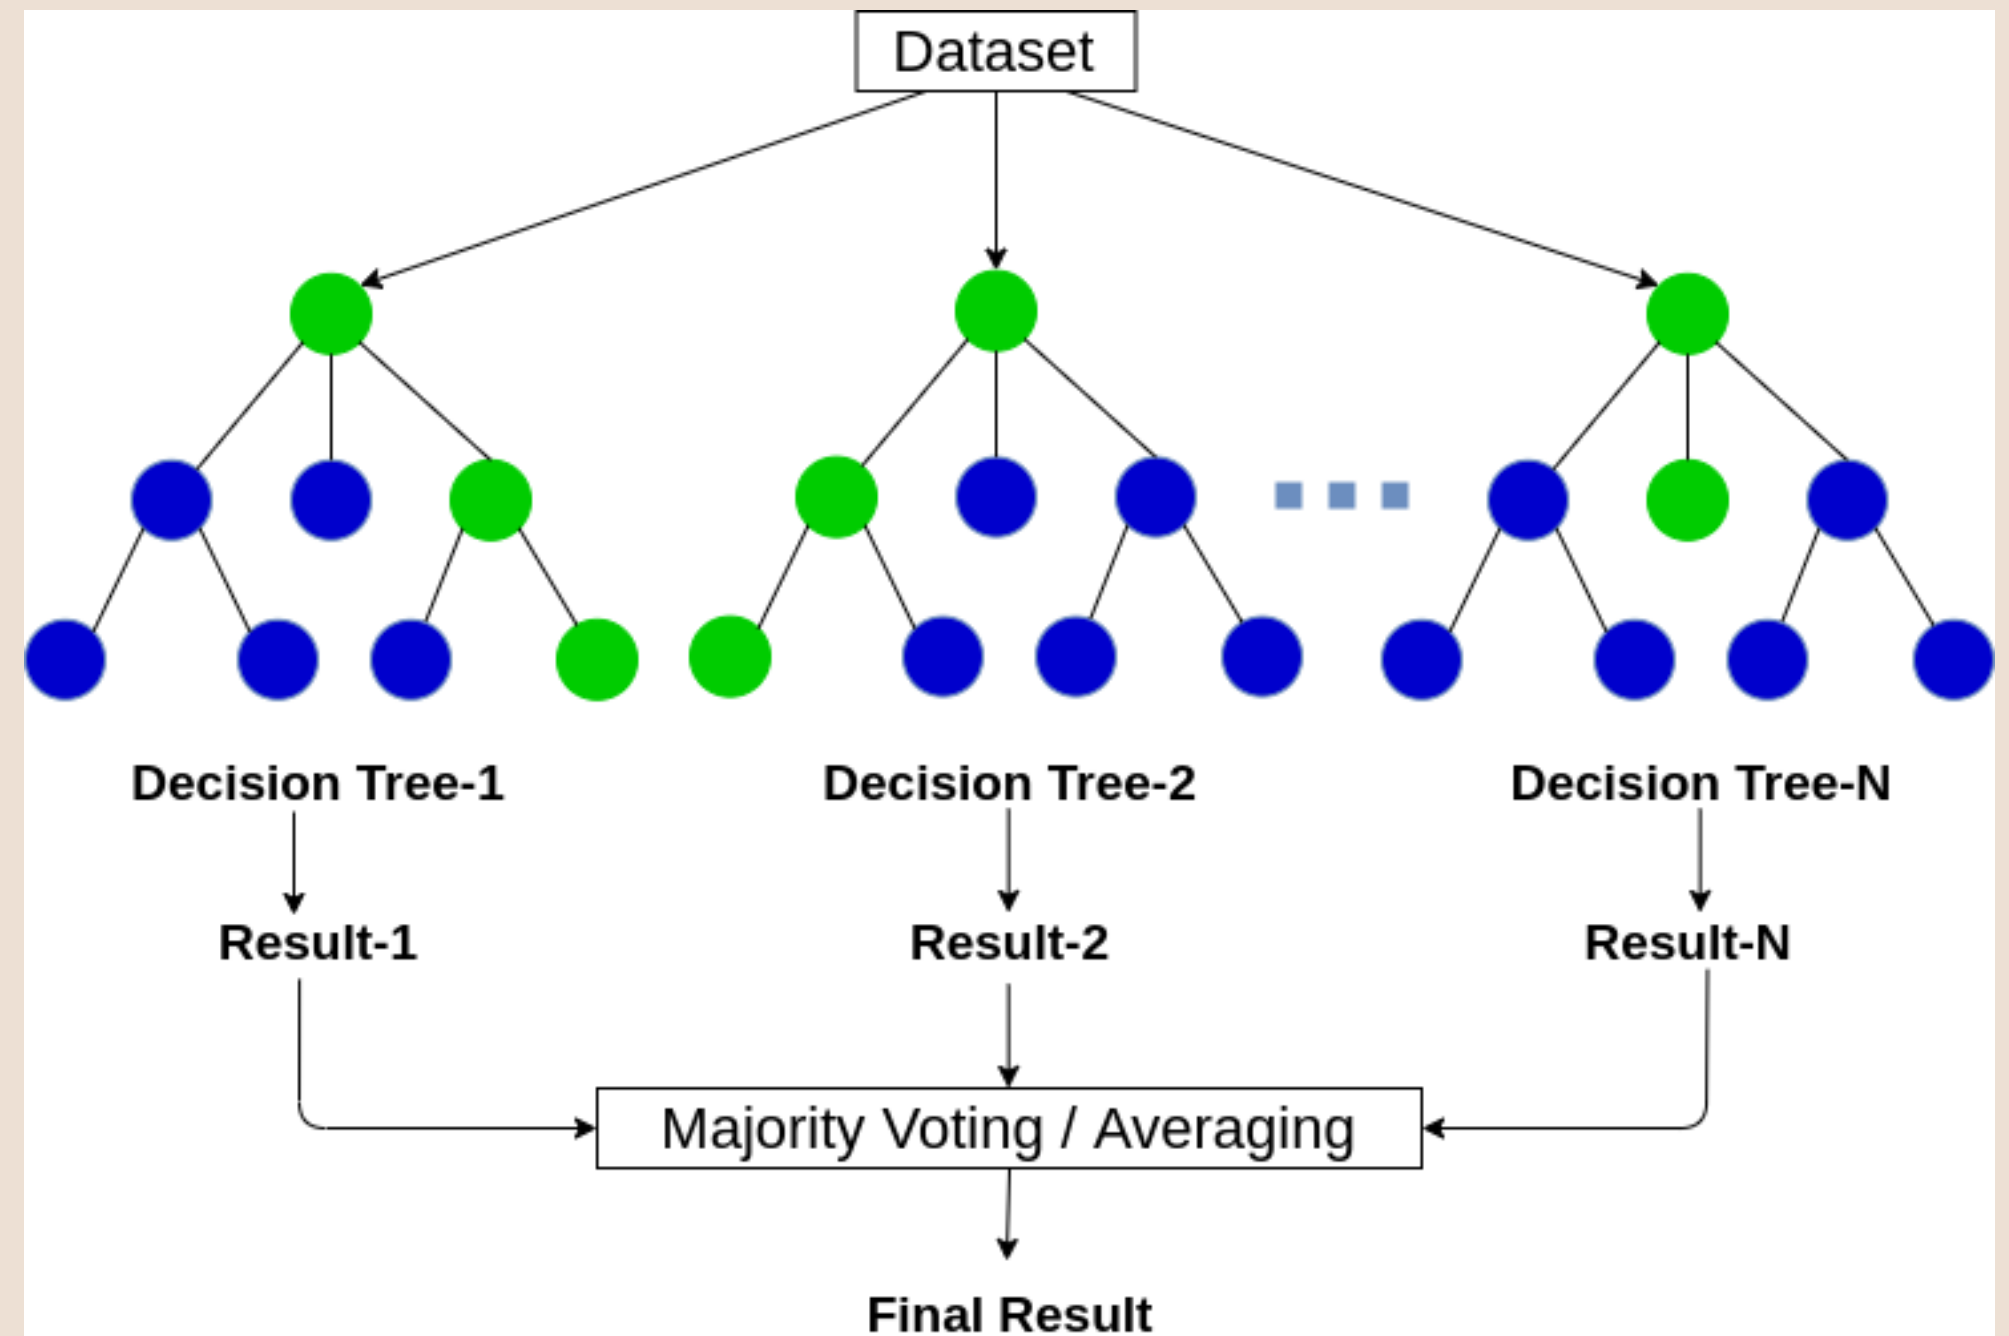 Dataset
Decision Tree-1
Decision Tree-2
Decision Tree-N
Result-1
Result-2
Result-N
Majority Voting / Averaging
Final Result